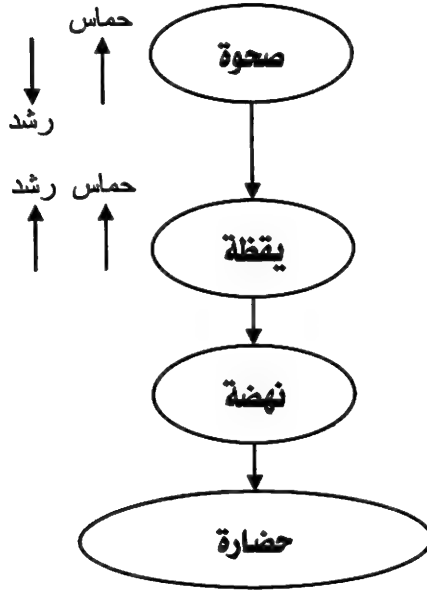 حماس
صحوة
رشد
حماس رشد
يقظة
نهضة
حضارة